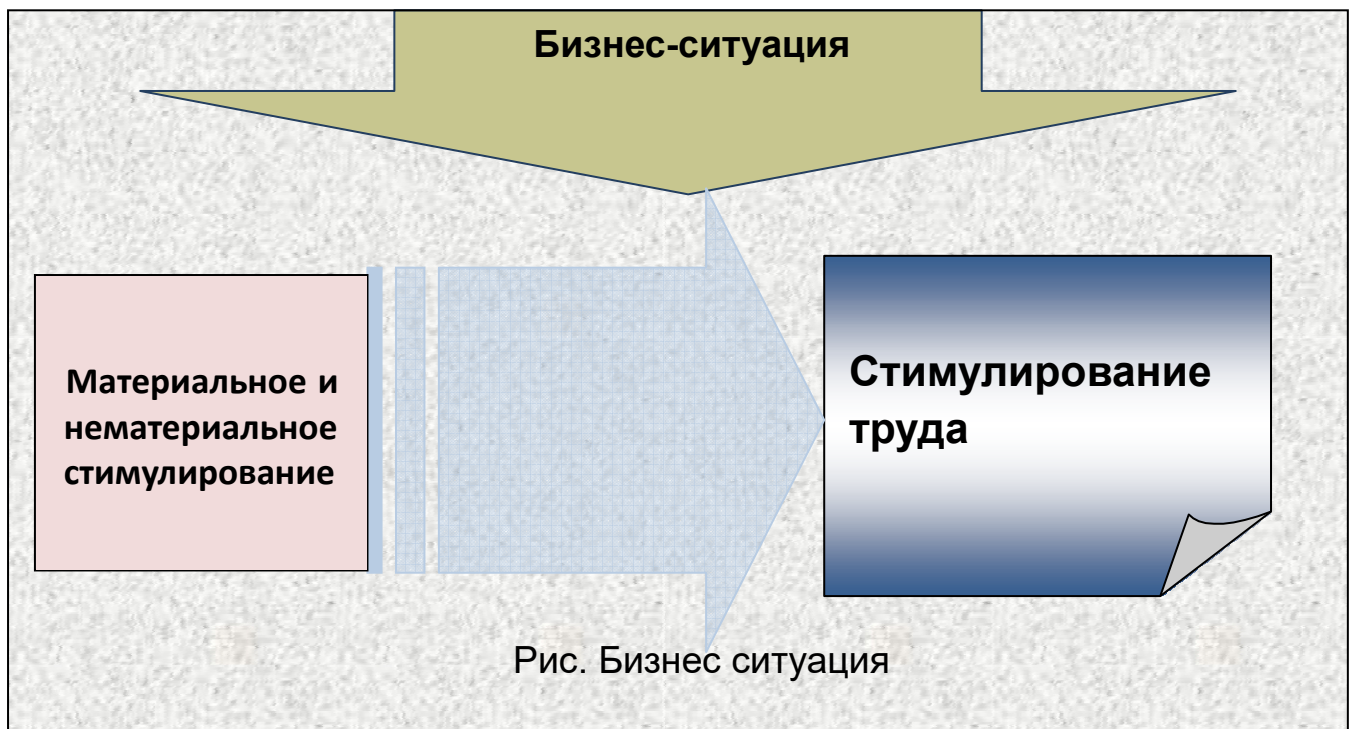 Бизнес-ситуация
Материальное и
нематериальное
стимулирование
Стимулирование
труда
Рис. Бизнес ситуация